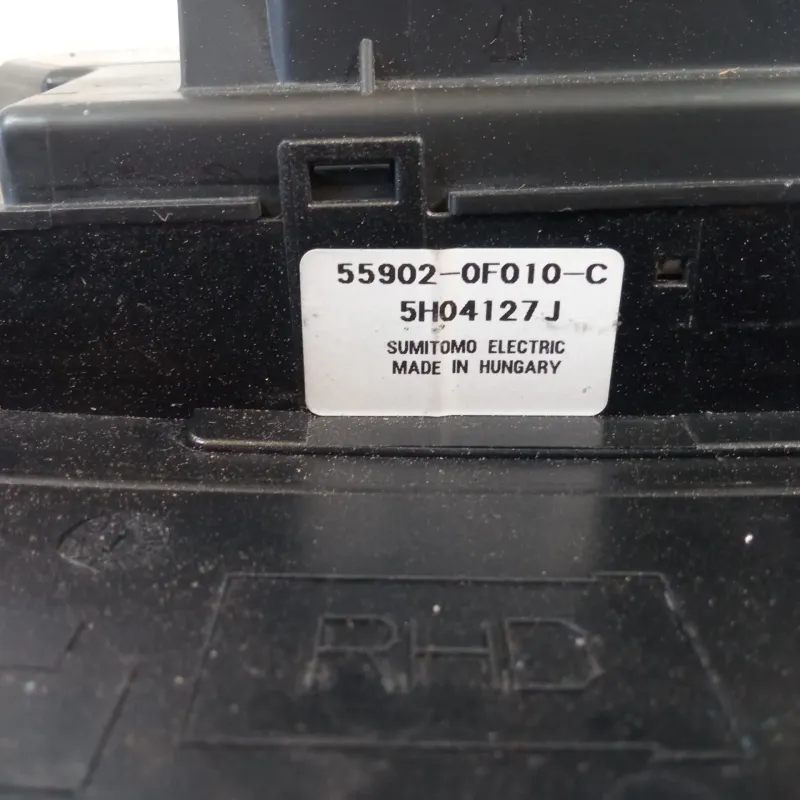 55902-0F010-C
5H04127J
SUMITOMO ELECTRIC
MADE IN HUNGARY
RHD